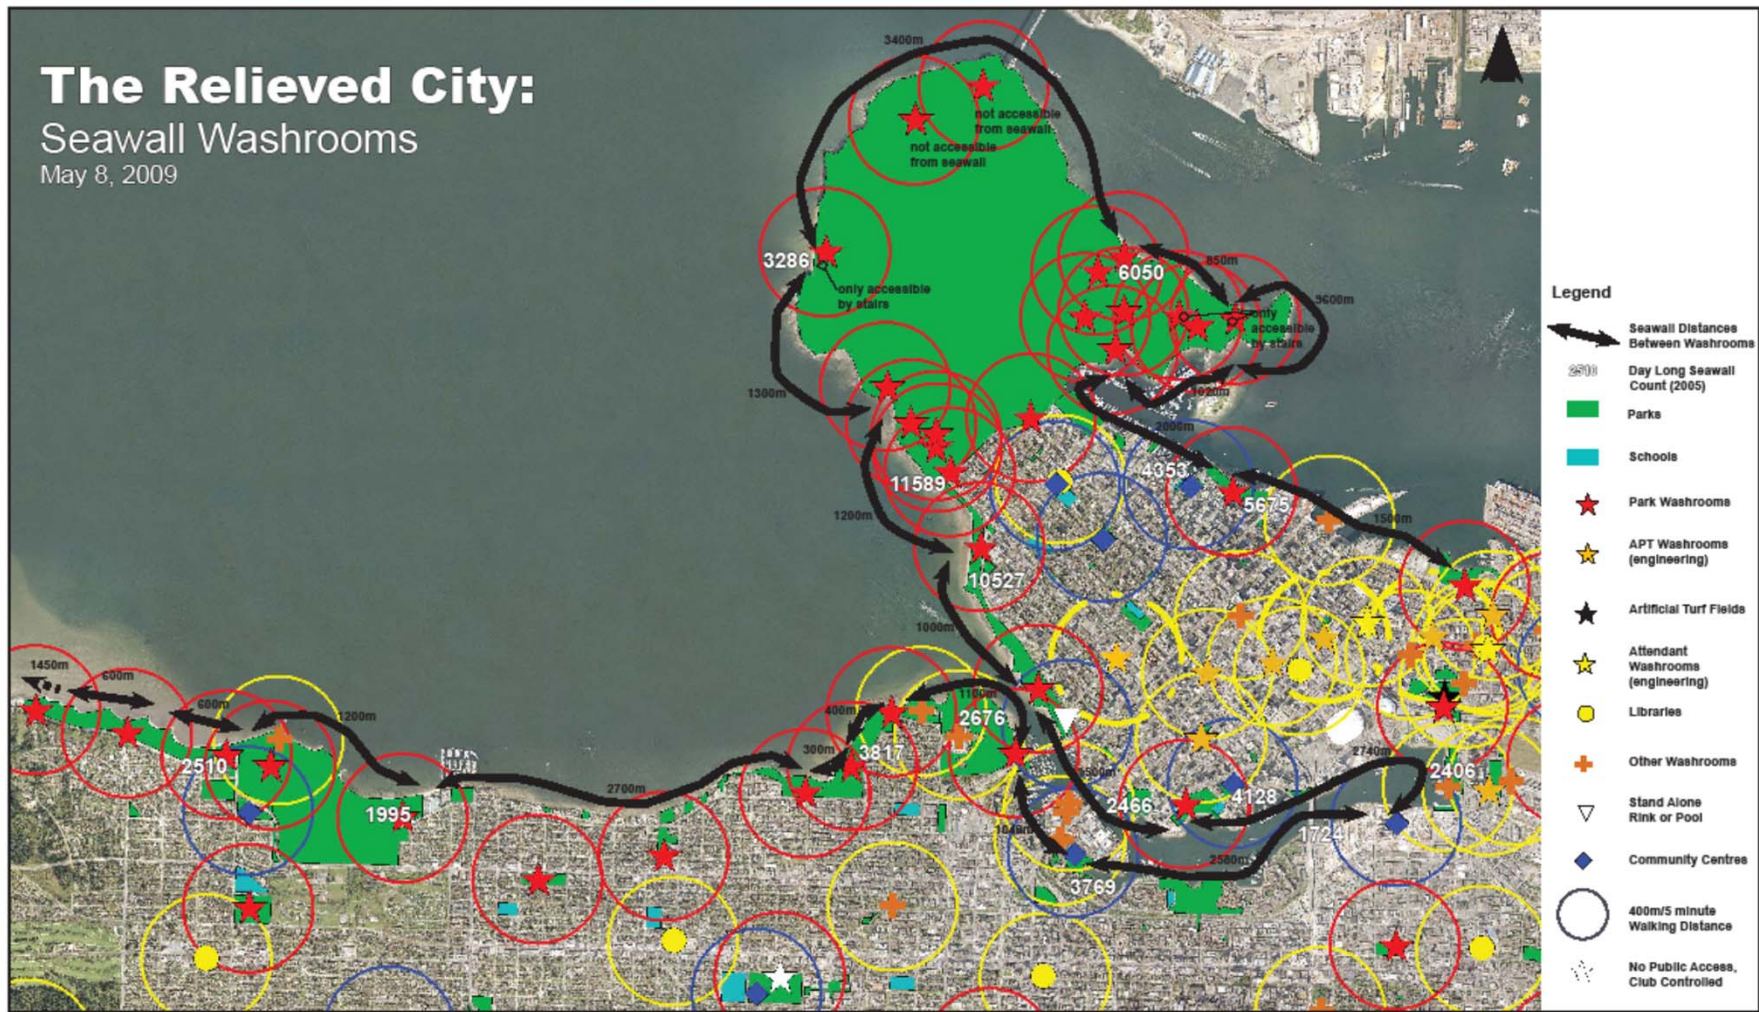 The Relieved City:
Seawall Washrooms
May 8, 2009
3400m
not accessible
from seawall
not accessible
from seawall
3286
only accessible
by stairs
6050
850m
3600m
only
accessible
by stairs
1020m
1300m
2000m
4353
5675
1500m
11589
1200m
10527
1000m
1450m
600m
600m
1200m
2510
1995
2700m
300m
400m
3817
1100m
2676
2466
4128
2740m
2406
1724
2560m
3769
Legend
Seawall Distances
Between Washrooms
2510
Day Long Seawall
Count (2005)
Parks
Schools
Park Washrooms
APT Washrooms
(engineering)
Artificial Turf Fields
Attendant
Washrooms
(engineering)
Libraries
Other Washrooms
Stand Alone
Rink or Pool
Community Centres
400m/5 minute
Walking Distance
No Public Access,
Club Controlled